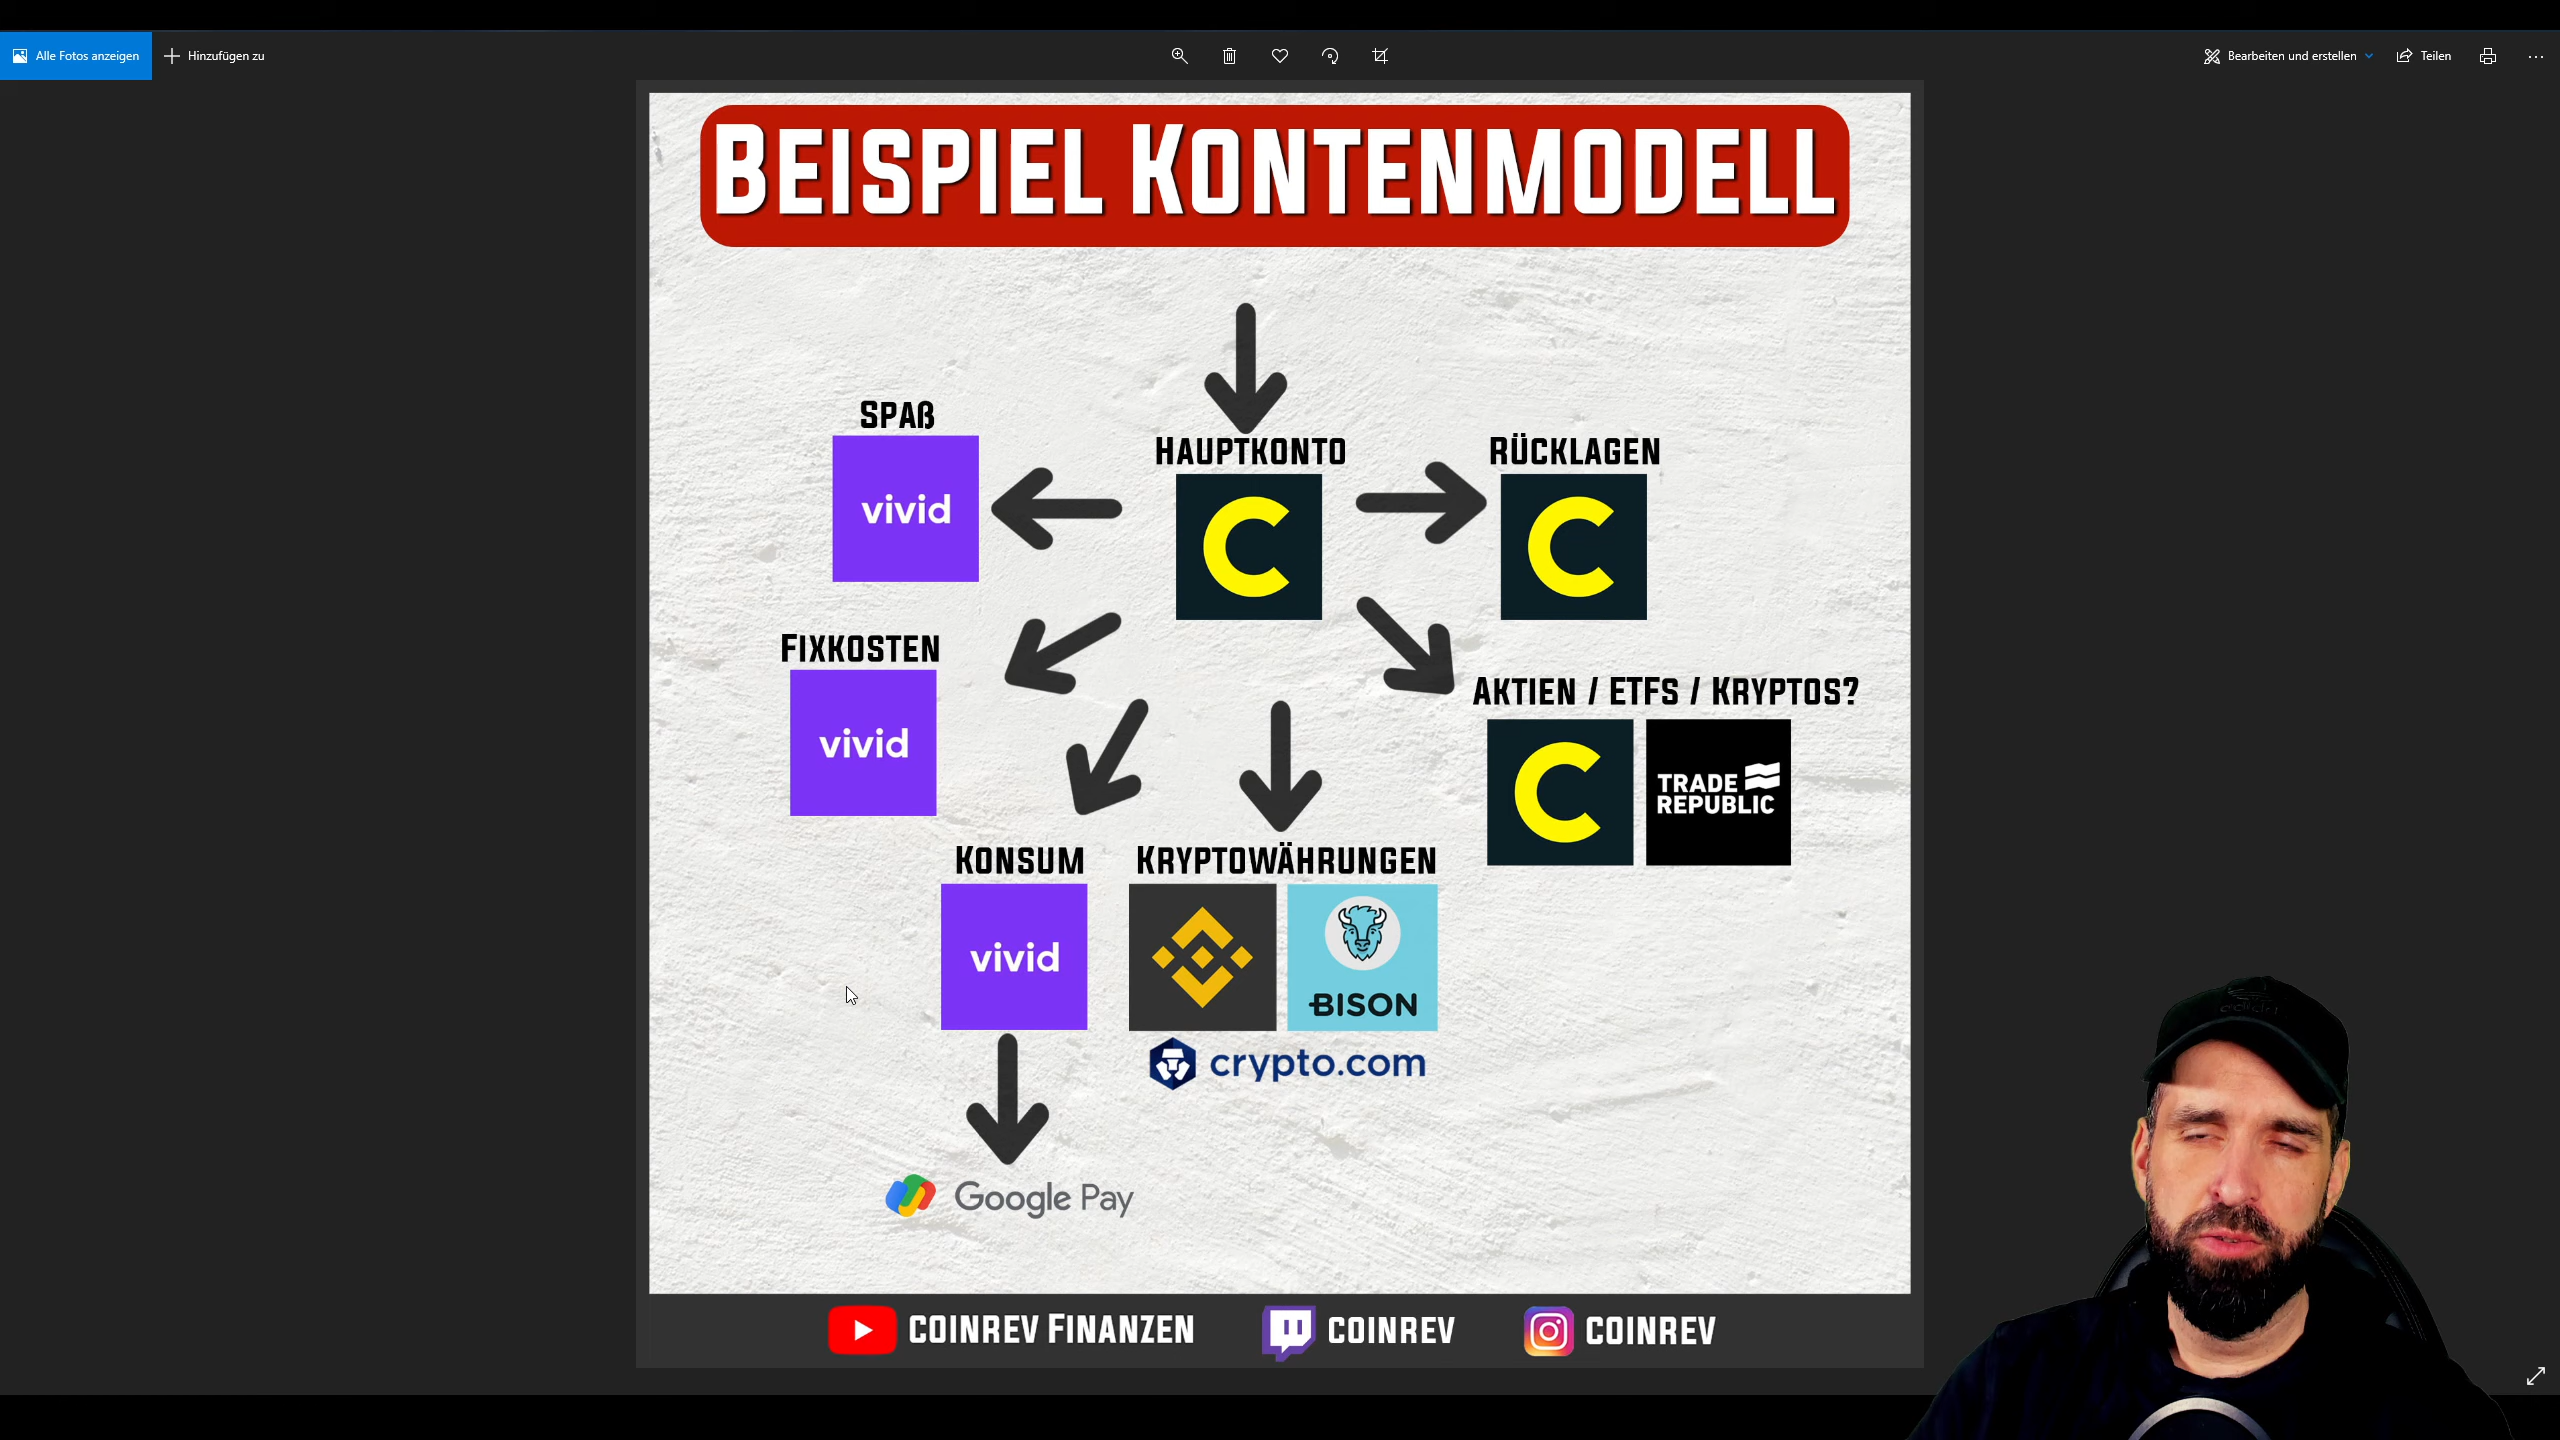 Alle Fotos anzeigen
Hinzufügen zu
Bearbeiten und erstellen
Teilen
BEISPIEL KONTENMODELL
SPAß
vivid
HAUPTKONTO
RÜCKLAGEN
FIXKOSTEN
vivid
AKTIEN / ETFS / KRYPTOS?
TRADE
REPUBLIC
KONSUM
vivid
KRYPTOWÄHRUNGEN
BISON
crypto.com
Google Pay
COINREV FINANZEN
COINREV
COINREV
adidas